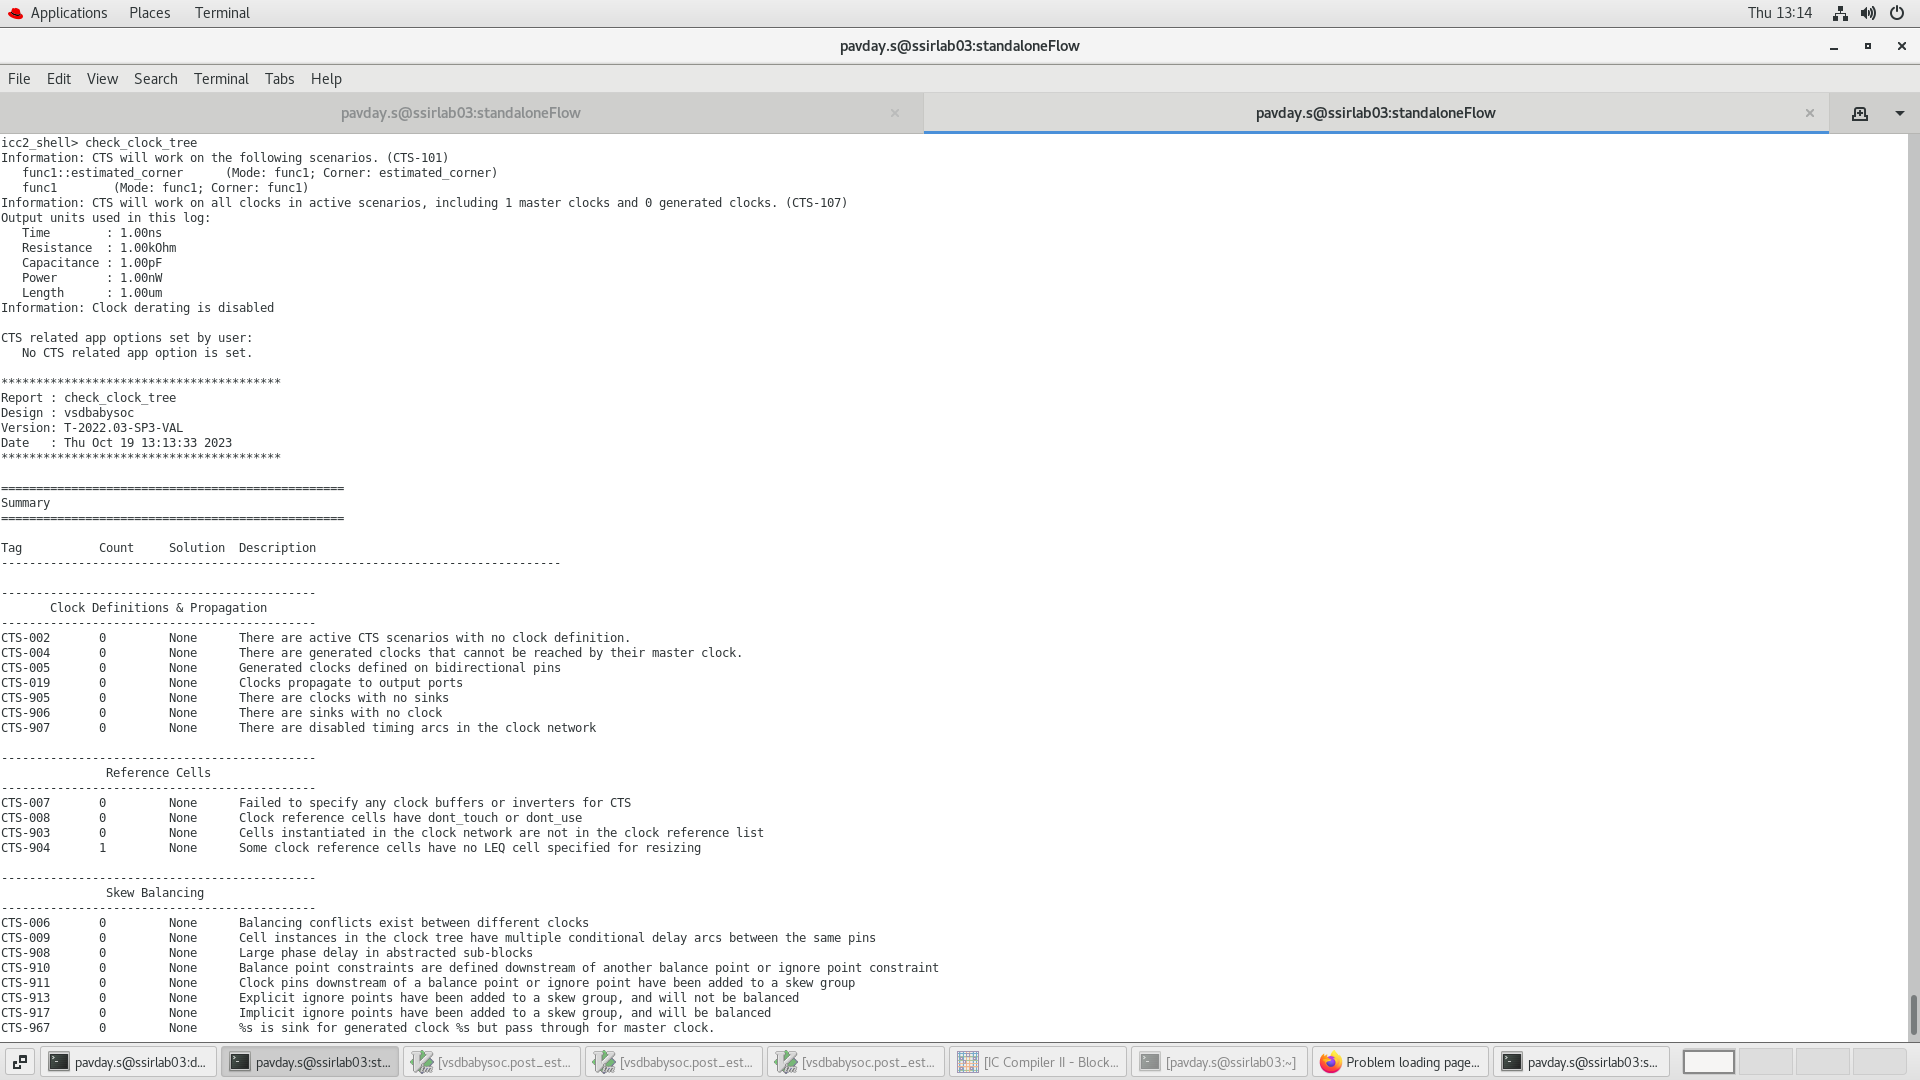 Applications Places Terminal Thu 13:14
pavday.s@ssirlab03:standaloneFlow
File Edit View Search Terminal Tabs Help
pavday.s@ssirlab03:standaloneFlow × pavday.s@ssirlab03:standaloneFlow ×
icc2_shell> check_clock_tree
Information: CTS will work on the following scenarios. (CTS-101)
   func1::estimated_corner      (Mode: func1; Corner: estimated_corner)
   func1        (Mode: func1; Corner: func1)
Information: CTS will work on all clocks in active scenarios, including 1 master clocks and 0 generated clocks. (CTS-107)
Output units used in this log:
   Time        : 1.00ns
   Resistance  : 1.00kOhm
   Capacitance : 1.00pF
   Power       : 1.00nW
   Length      : 1.00um
Information: Clock derating is disabled
CTS related app options set by user:
   No CTS related app option is set.
****************************************
Report : check_clock_tree
Design : vsdbabysoc
Version: T-2022.03-SP3-VAL
Date   : Thu Oct 19 13:13:33 2023
****************************************
=================================================
Summary
=================================================
Tag           Count     Solution  Description
--------------------------------------------------------------------------------
---------------------------------------------
       Clock Definitions & Propagation
---------------------------------------------
CTS-002       0         None      There are active CTS scenarios with no clock definition.
CTS-004       0         None      There are generated clocks that cannot be reached by their master clock.
CTS-005       0         None      Generated clocks defined on bidirectional pins
CTS-019       0         None      Clocks propagate to output ports
CTS-905       0         None      There are clocks with no sinks
CTS-906       0         None      There are sinks with no clock
CTS-907       0         None      There are disabled timing arcs in the clock network
---------------------------------------------
               Reference Cells
---------------------------------------------
CTS-007       0         None      Failed to specify any clock buffers or inverters for CTS
CTS-008       0         None      Clock reference cells have dont_touch or dont_use
CTS-903       0         None      Cells instantiated in the clock network are not in the clock reference list
CTS-904       1         None      Some clock reference cells have no LEQ cell specified for resizing
---------------------------------------------
               Skew Balancing
---------------------------------------------
CTS-006       0         None      Balancing conflicts exist between different clocks
CTS-009       0         None      Cell instances in the clock tree have multiple conditional delay arcs between the same pins
CTS-908       0         None      Large phase delay in abstracted sub-blocks
CTS-910       0         None      Balance point constraints are defined downstream of another balance point or ignore point constraint
CTS-911       0         None      Clock pins downstream of a balance point or ignore point have been added to a skew group
CTS-913       0         None      Explicit ignore points have been added to a skew group, and will not be balanced
CTS-917       0         None      Implicit ignore points have been added to a skew group, and will be balanced
CTS-967       0         None      %s is sink for generated clock %s but pass through for master clock.
pavday.s@ssirlab03:d... pavday.s@ssirlab03:st... [vsdbabysoc.post_est... [vsdbabysoc.post_est... [vsdbabysoc.post_est... [IC Compiler II - Block... [pavday.s@ssirlab03:~] Problem loading page... pavday.s@ssirlab03:s...